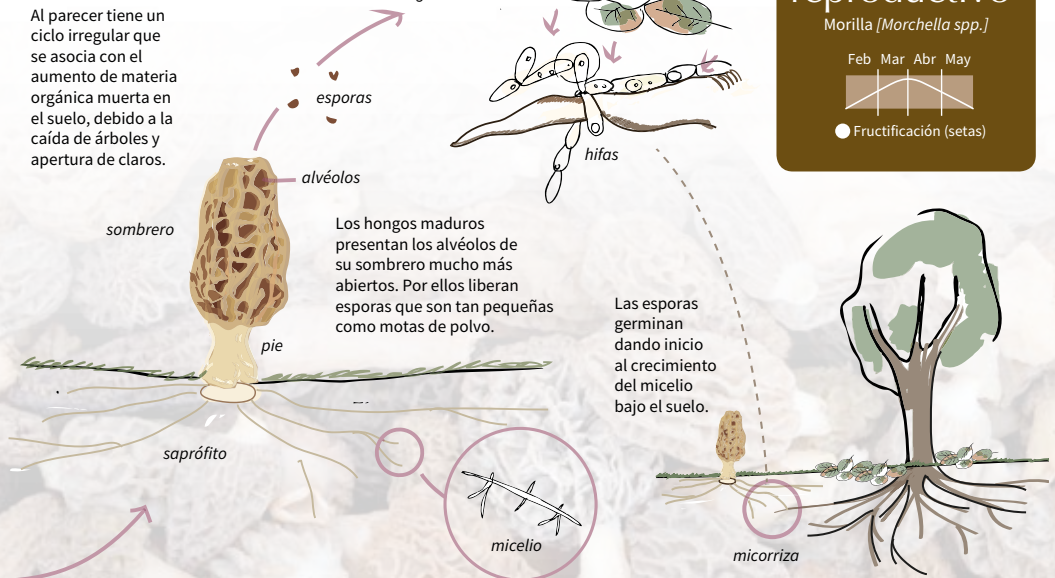 Al parecer tiene un
ciclo irregular que
se asocia con el
aumento de materia
orgánica muerta en
el suelo, debido a la
caída de árboles y
apertura de claros.
esporas
hifas
reproductivo
Morilla [Morchella spp.]
Feb Mar Abr May
Fructificación (setas)
alvéolos
sombrero
Los hongos maduros
presentan los alvéolos de
su sombrero mucho más
abiertos. Por ellos liberan
esporas que son tan pequeñas
como motas de polvo.
pie
Las esporas
germinan
dando inicio
al crecimiento
del micelio
bajo el suelo.
saprófito
micelio
micorriza